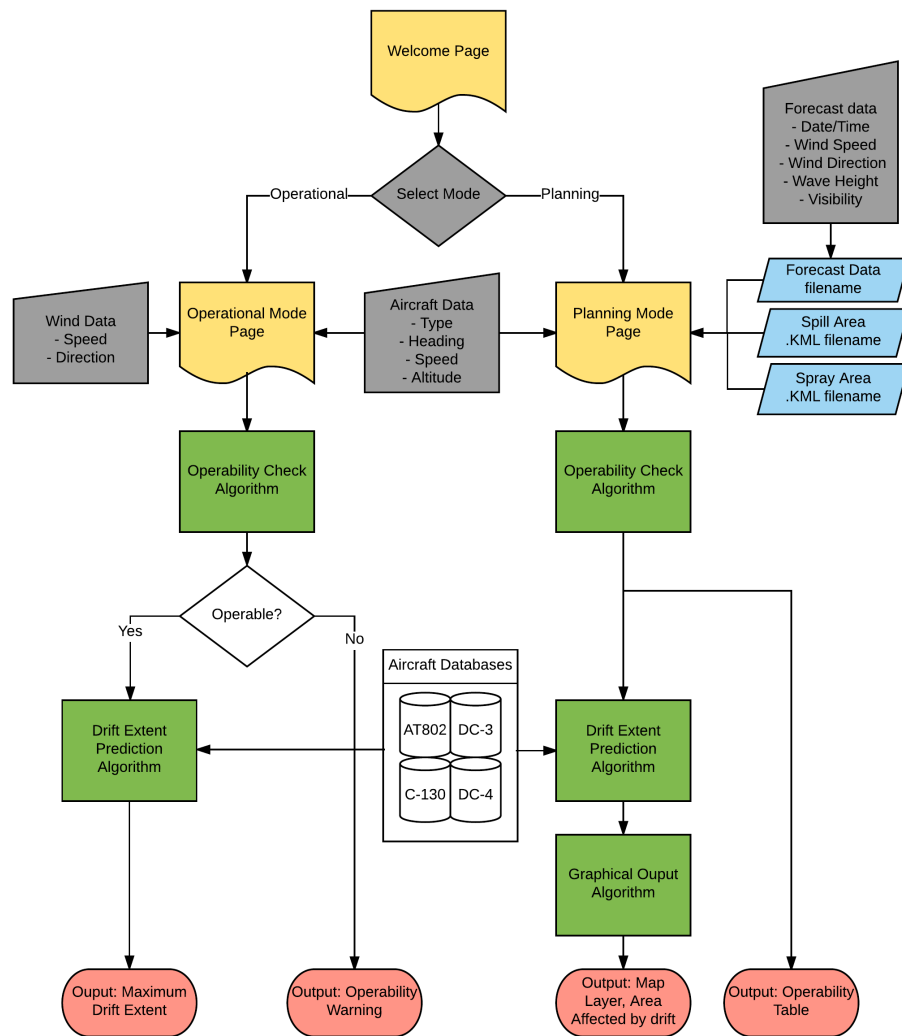 Welcome Page
Forecast data
- Date/Time
- Wind Speed
- Wind Direction
- Wave Height
- Visibility
Select Mode
Operational
Planning
Forecast Data
filename
Wind Data
- Speed
- Direction
Operational Mode
Page
Aircraft Data
- Type
- Heading
- Speed
- Altitude
Planning Mode
Page
Spill Area
.KML filename
Spray Area
.KML filename
Operability Check
Algorithm
Operability Check
Algorithm
Operable?
Yes
No
Aircraft Databases
AT802
DC-3
C-130
DC-4
Drift Extent
Prediction
Algorithm
Drift Extent
Prediction
Algorithm
Graphical Ouput
Algorithm
Ouput: Maximum
Drift Extent
Output: Operability
Warning
Output: Map
Layer, Area
Affected by drift
Output: Operability
Table